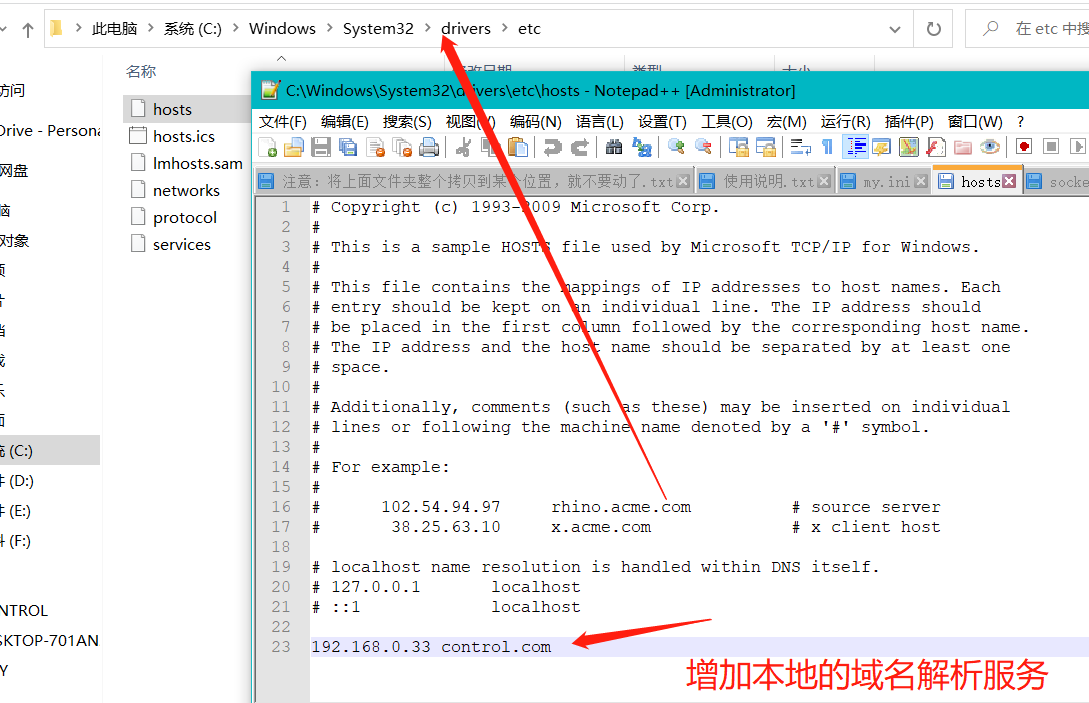 此电脑 > 系统 (C:) > Windows > System32 > drivers > etc
在 etc 中搜
名称
访问
Drive - Persona
网盘
脑
对象
hosts
hosts.ics
lmhosts.sam
networks
protocol
services
(C:)
(D:)
(E:)
(F:)
NTROL
SKTOP-701AN
Y
C:\Windows\System32\drivers\etc\hosts - Notepad++ [Administrator]
文件(F) 编辑(E) 搜索(S) 视图(V) 编码(N) 语言(L) 设置(T) 工具(O) 宏(M) 运行(R) 插件(P) 窗口(W) ?
注意:将上面文件夹整个拷贝到某个位置,就不要动了.txt 使用说明.txt my.ini hosts socke
1 # Copyright (c) 1993-2009 Microsoft Corp.
2 #
3 # This is a sample HOSTS file used by Microsoft TCP/IP for Windows.
4 #
5 # This file contains the mappings of IP addresses to host names. Each
6 # entry should be kept on an individual line. The IP address should
7 # be placed in the first column followed by the corresponding host name.
8 # The IP address and the host name should be separated by at least one
9 # space.
10 #
11 # Additionally, comments (such as these) may be inserted on individual
12 # lines or following the machine name denoted by a '#' symbol.
13 #
14 # For example:
15 #
16 # 102.54.94.97 rhino.acme.com # source server
17 # 38.25.63.10 x.acme.com # x client host
18
19 # localhost name resolution is handled within DNS itself.
20 # 127.0.0.1 localhost
21 # ::1 localhost
22
23 192.168.0.33 control.com
增加本地的域名解析服务